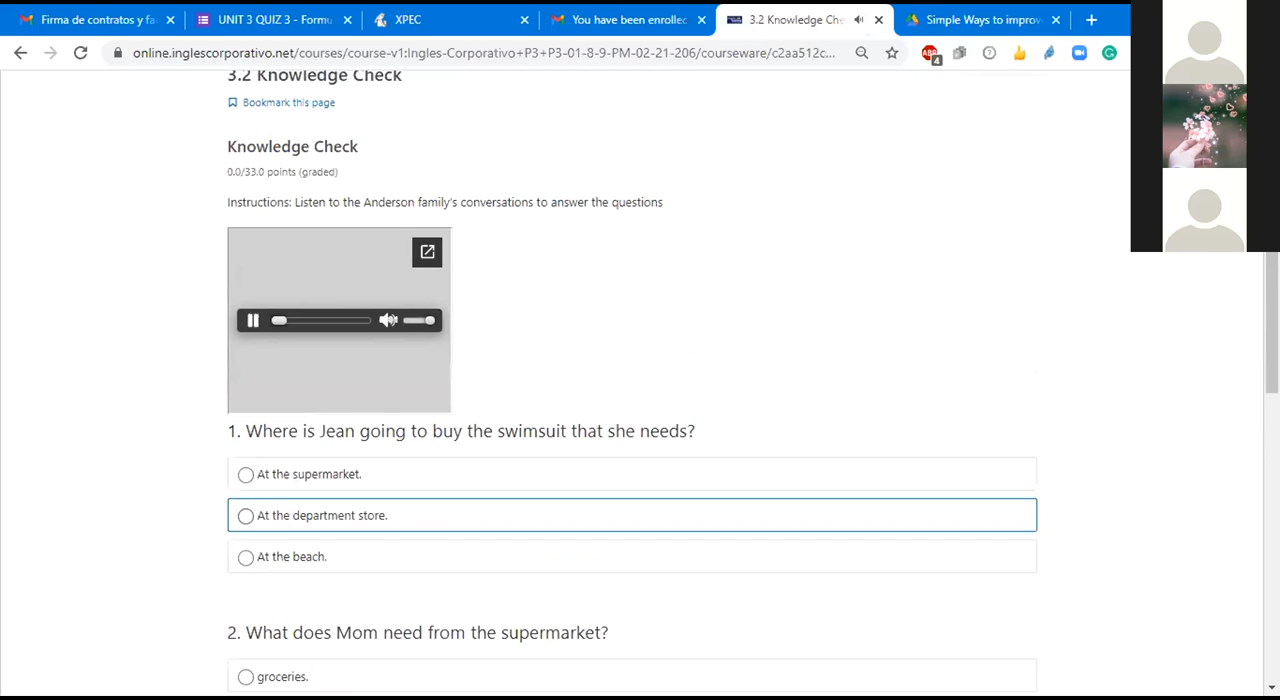 Firma de contratos y fa
UNIT 3 QUIZ 3 - Formu
XPEC
You have been enrollec
3.2 Knowledge Che
Simple Ways to improv
online.inglescorporativo.net/courses/course-v1:Ingles-Corporativo+P3+P3-01-8-9-PM-02-21-206/courseware/c2aa512c...
ABP
4
3.2 Knowledge Check
Bookmark this page
Knowledge Check
0.0/33.0 points (graded)
Instructions: Listen to the Anderson family's conversations to answer the questions
1. Where is Jean going to buy the swimsuit that she needs?
At the supermarket.
At the department store.
At the beach.
2. What does Mom need from the supermarket?
groceries.